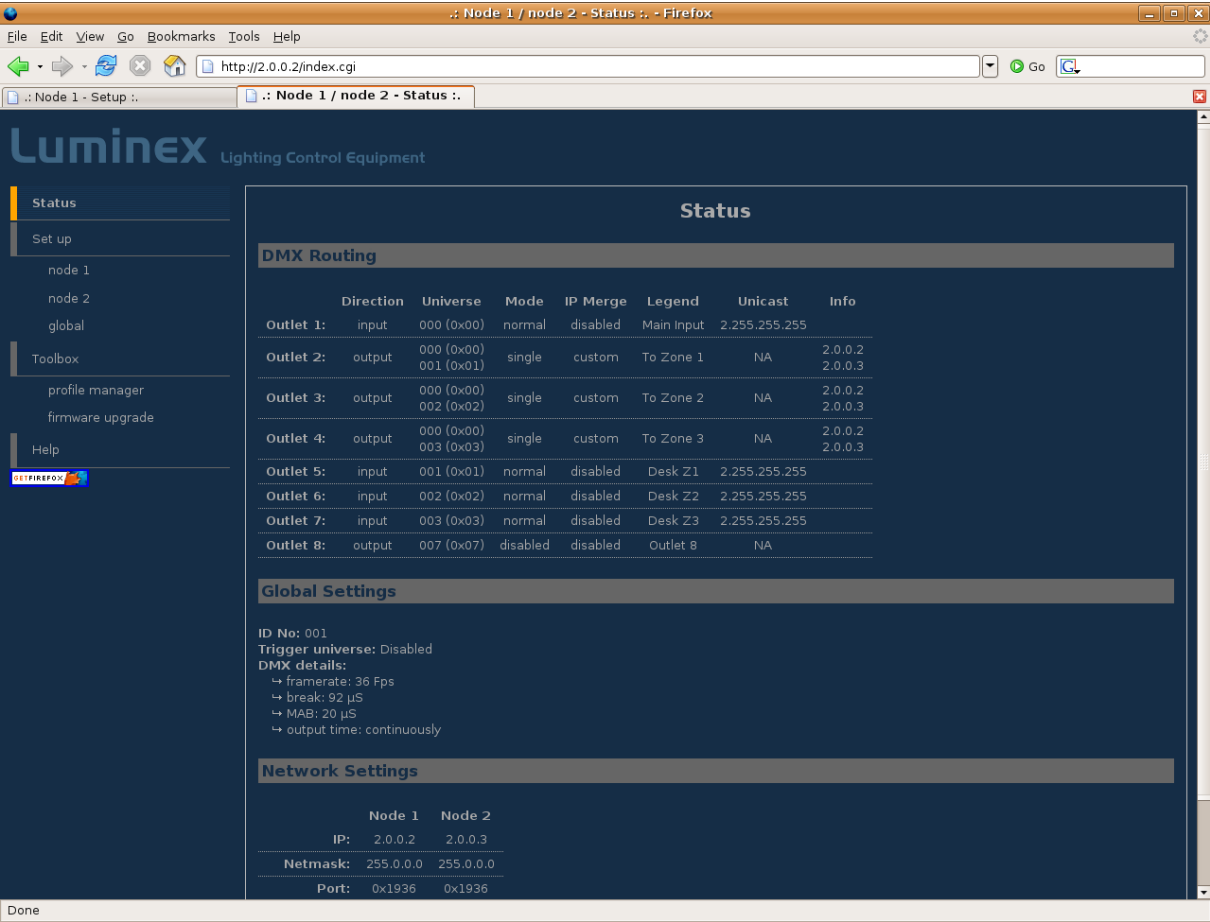 .: Node 1 / node 2 - Status :. - Firefox
File Edit View Go Bookmarks Tools Help
http://2.0.0.2/index.cgi Go
.: Node 1 - Setup :. .: Node 1 / node 2 - Status :.
Luminex Lighting Control Equipment
Status
Set up
node 1
node 2
global
Toolbox
profile manager
firmware upgrade
Help
GETFIREFOX
Status
DMX Routing
Direction Universe Mode IP Merge Legend Unicast Info
Outlet 1: input 000 (0x00) normal disabled Main Input 2.255.255.255
Outlet 2: output 000 (0x00) 001 (0x01) single custom To Zone 1 NA 2.0.0.2 2.0.0.3
Outlet 3: output 000 (0x00) 002 (0x02) single custom To Zone 2 NA 2.0.0.2 2.0.0.3
Outlet 4: output 000 (0x00) 003 (0x03) single custom To Zone 3 NA 2.0.0.2 2.0.0.3
Outlet 5: input 001 (0x01) normal disabled Desk Z1 2.255.255.255
Outlet 6: input 002 (0x02) normal disabled Desk Z2 2.255.255.255
Outlet 7: input 003 (0x03) normal disabled Desk Z3 2.255.255.255
Outlet 8: output 007 (0x07) disabled disabled Outlet 8 NA
Global Settings
ID No: 001
Trigger universe: Disabled
DMX details:
↪ framerate: 36 Fps
↪ break: 92 µS
↪ MAB: 20 µS
↪ output time: continuously
Network Settings
Node 1 Node 2
IP: 2.0.0.2 2.0.0.3
Netmask: 255.0.0.0 255.0.0.0
Port: 0x1936 0x1936
Done